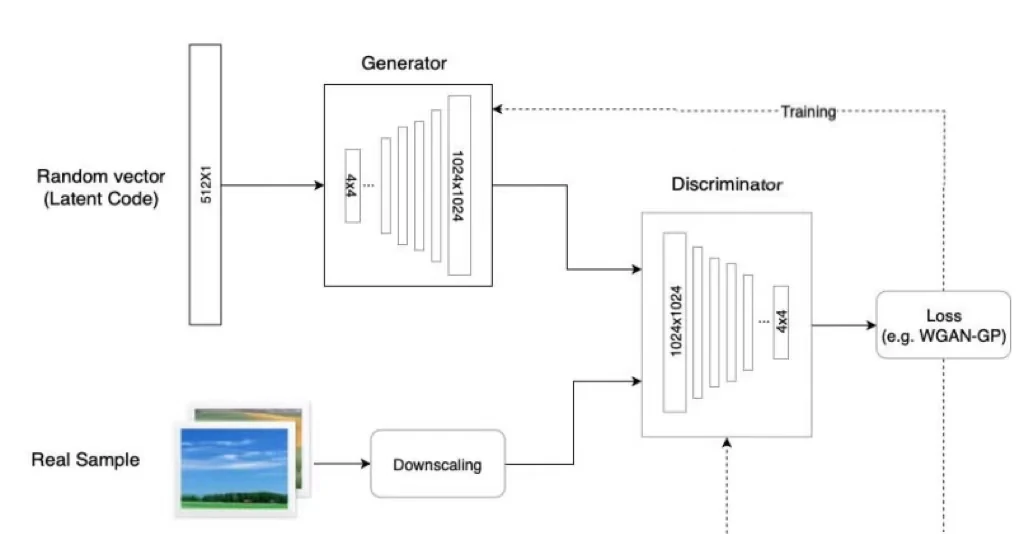 Generator
Training
Random vector
(Latent Code)
512X1
4x4
...
1024x1024
Discriminator
1024x1024
...
4x4
Loss
(e.g. WGAN-GP)
Real Sample
Downscaling